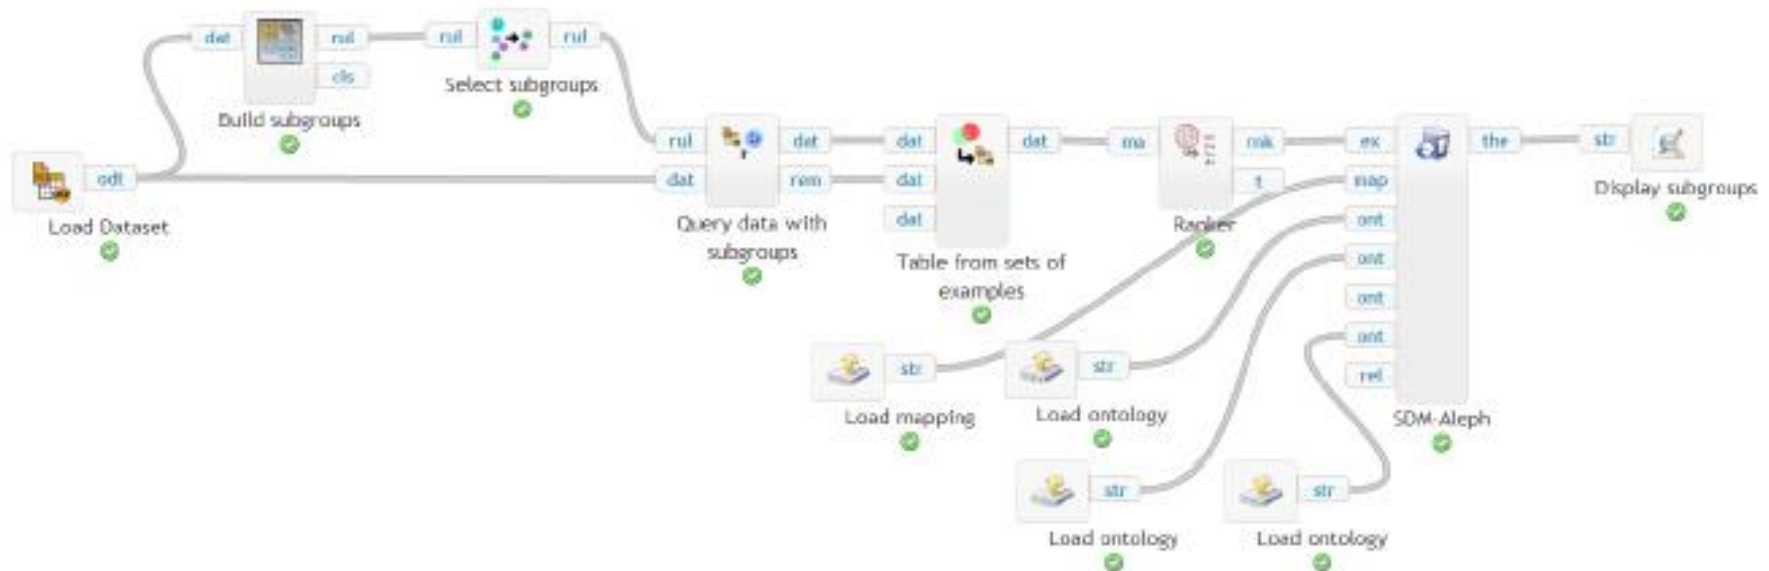 dat
rul
cls
Build subgroups
rul
rul
Select subgroups
odt
Load Dataset
rul
dat
dat
rem
Query data with
subgroups
dat
dat
dat
dat
Table from sets of
examples
ma
rnk
t
Ranker
ex
map
ont
ont
ont
ont
rel
the
SDM-Aleph
str
Display subgroups
str
Load mapping
str
Load ontology
str
Load ontology
str
Load ontology